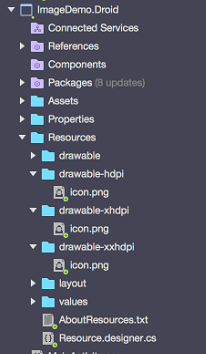 ImageDemo.Droid
Connected Services
References
Components
Packages (8 updates)
Assets
Properties
Resources
drawable
drawable-hdpi
icon.png
drawable-xhdpi
icon.png
drawable-xxhdpi
icon.png
layout
values
AboutResources.txt
Resource.designer.cs